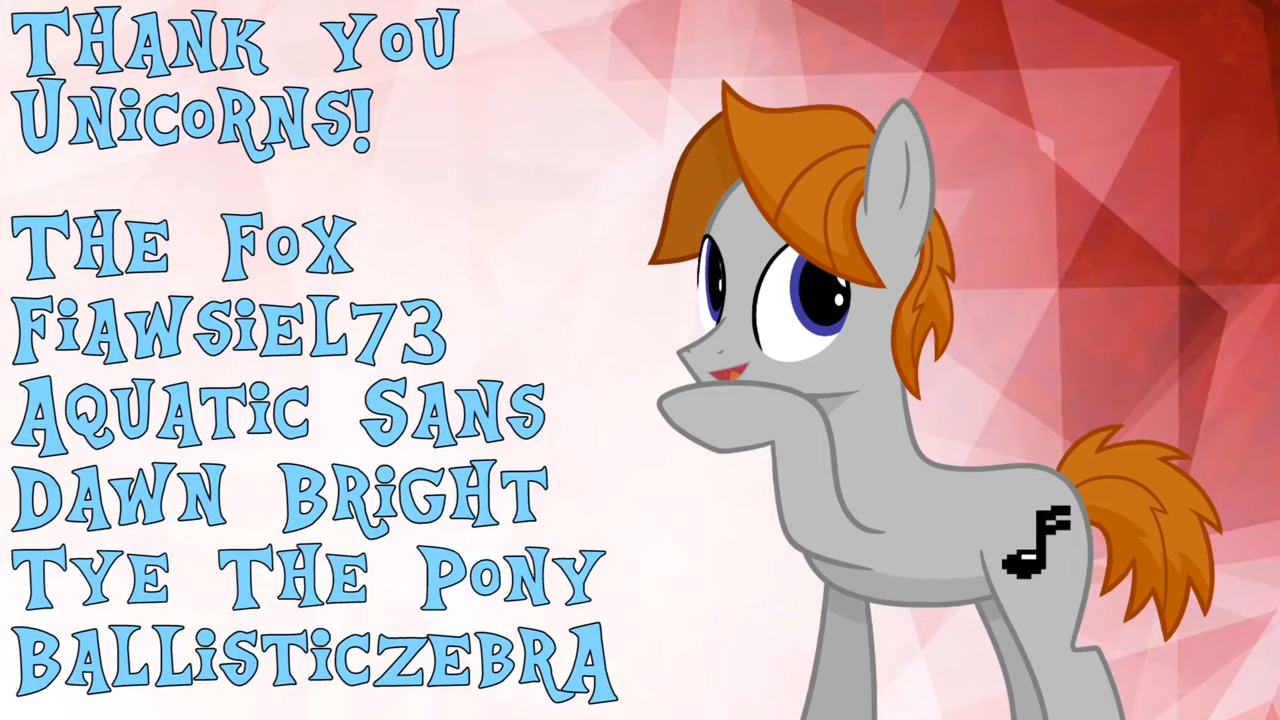 Thank you
Unicorns!
The Fox
Fiawsiel73
Aquatic Sans
Dawn Bright
Tye The Pony
Ballisticzebra